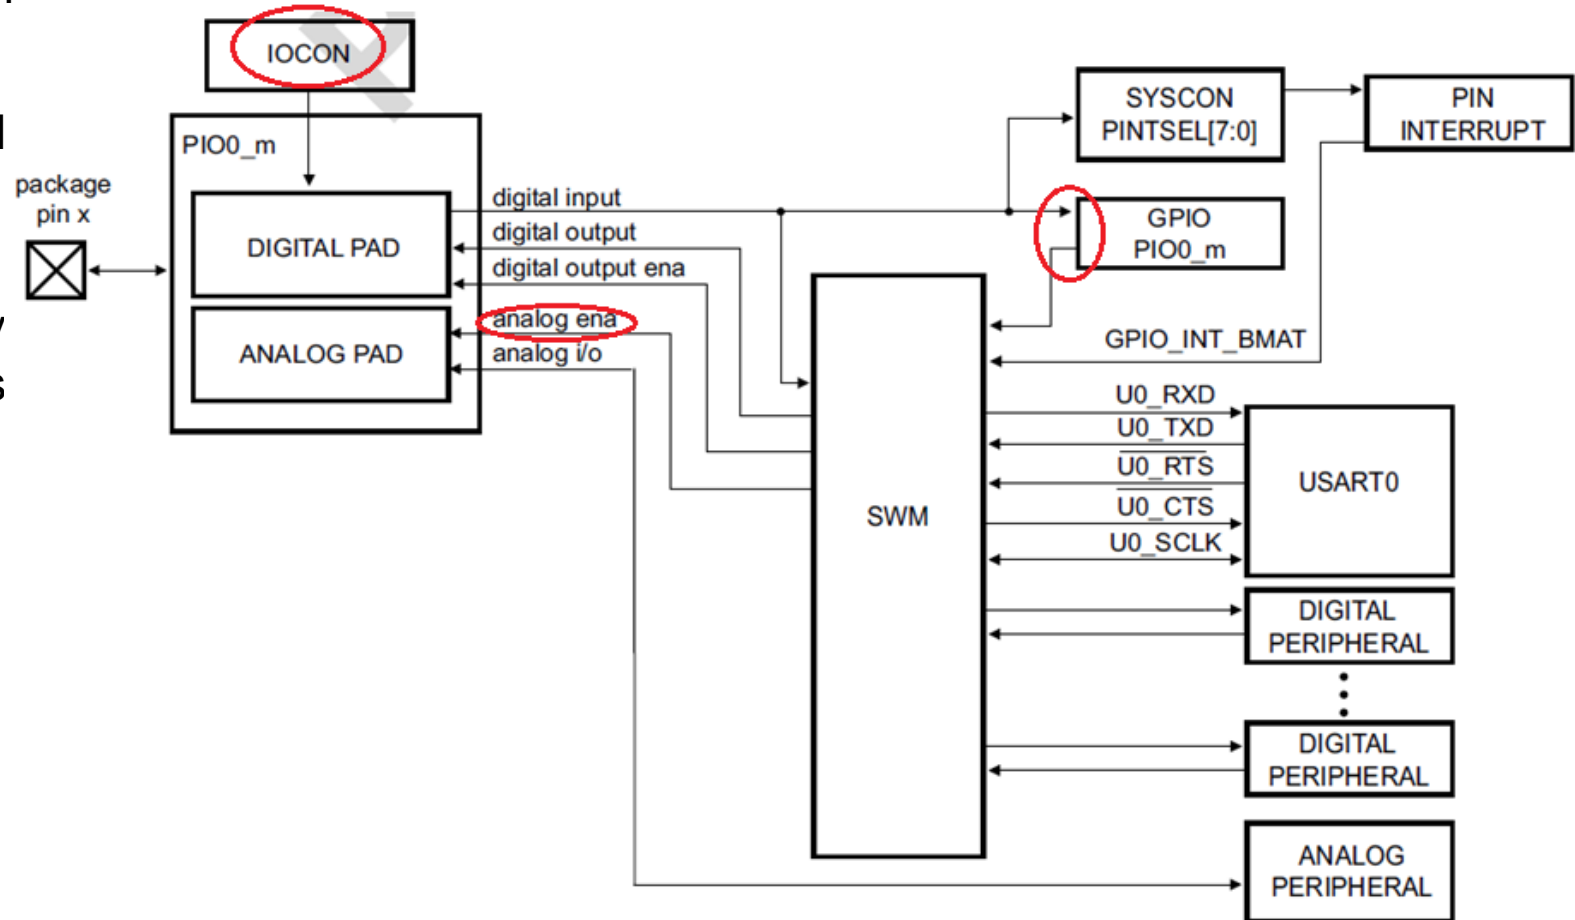 IOCON
PIO0_m
package
pin x
DIGITAL PAD
ANALOG PAD
digital input
digital output
digital output ena
analog ena
analog i/o
SYSCON
PINTSEL[7:0]
PIN
INTERRUPT
GPIO
PIO0_m
GPIO_INT_BMAT
SWM
U0_RXD
U0_TXD
U0_RTS
U0_CTS
U0_SCLK
USART0
DIGITAL
PERIPHERAL
DIGITAL
PERIPHERAL
ANALOG
PERIPHERAL